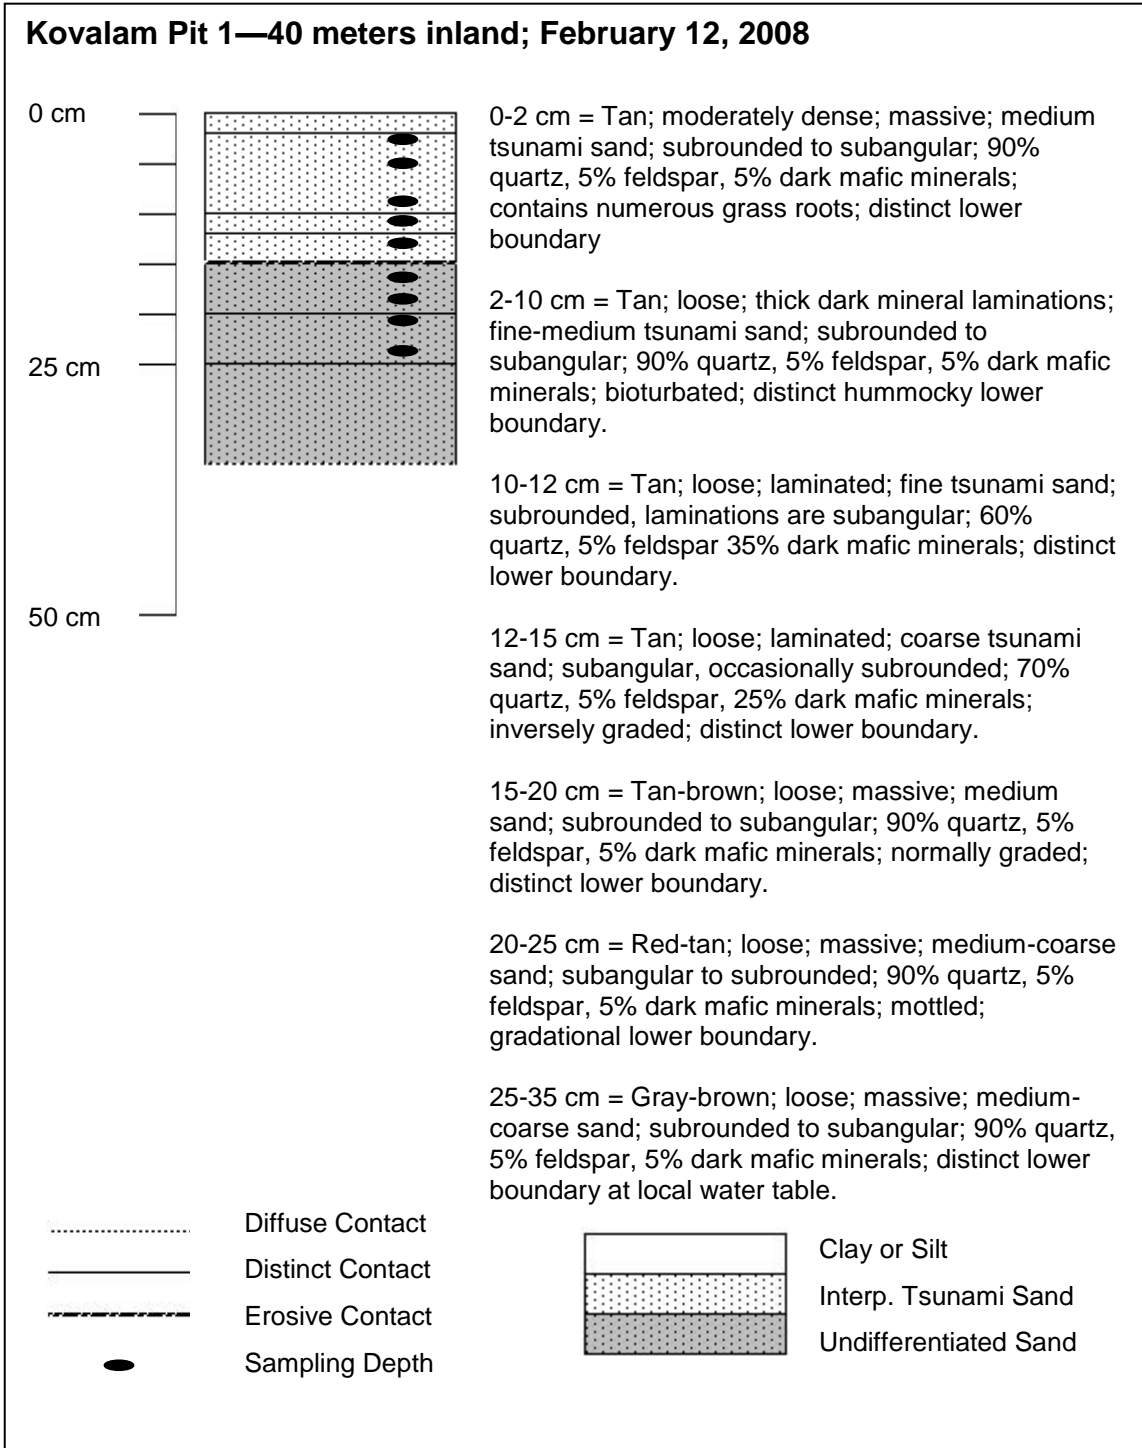 Kovalam Pit 1—40 meters inland; February 12, 2008
0 cm
25 cm
50 cm
0-2 cm = Tan; moderately dense; massive; medium
tsunami sand; subrounded to subangular; 90%
quartz, 5% feldspar, 5% dark mafic minerals;
contains numerous grass roots; distinct lower
boundary
2-10 cm = Tan; loose; thick dark mineral laminations;
fine-medium tsunami sand; subrounded to
subangular; 90% quartz, 5% feldspar, 5% dark mafic
minerals; bioturbated; distinct hummocky lower
boundary.
10-12 cm = Tan; loose; laminated; fine tsunami sand;
subrounded, laminations are subangular; 60%
quartz, 5% feldspar 35% dark mafic minerals; distinct
lower boundary.
12-15 cm = Tan; loose; laminated; coarse tsunami
sand; subangular, occasionally subrounded; 70%
quartz, 5% feldspar, 25% dark mafic minerals;
inversely graded; distinct lower boundary.
15-20 cm = Tan-brown; loose; massive; medium
sand; subrounded to subangular; 90% quartz, 5%
feldspar, 5% dark mafic minerals; normally graded;
distinct lower boundary.
20-25 cm = Red-tan; loose; massive; medium-coarse
sand; subangular to subrounded; 90% quartz, 5%
feldspar, 5% dark mafic minerals; mottled;
gradational lower boundary.
25-35 cm = Gray-brown; loose; massive; medium-
coarse sand; subrounded to subangular; 90% quartz,
5% feldspar, 5% dark mafic minerals; distinct lower
boundary at local water table.
Diffuse Contact
Distinct Contact
Erosive Contact
Sampling Depth
Clay or Silt
Interp. Tsunami Sand
Undifferentiated Sand